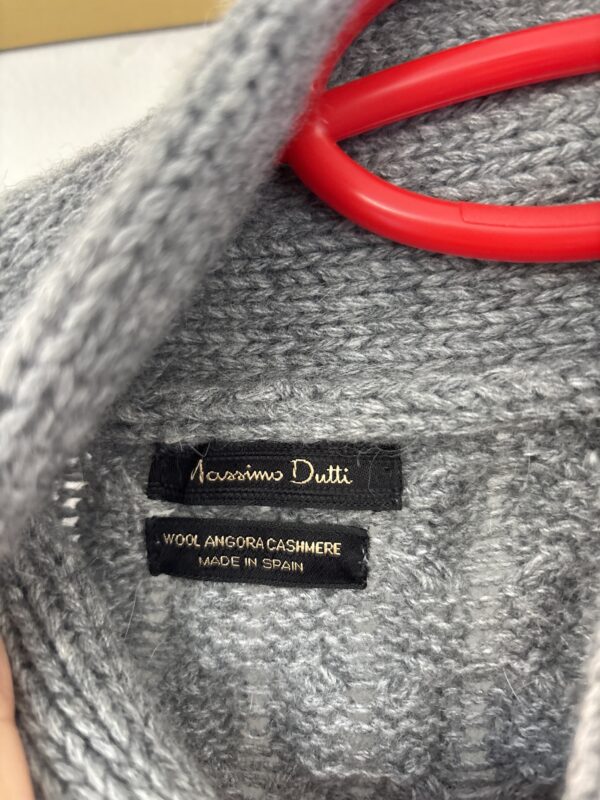 Massimo Dutti
WOOL ANGORA CASHMERE
MADE IN SPAIN